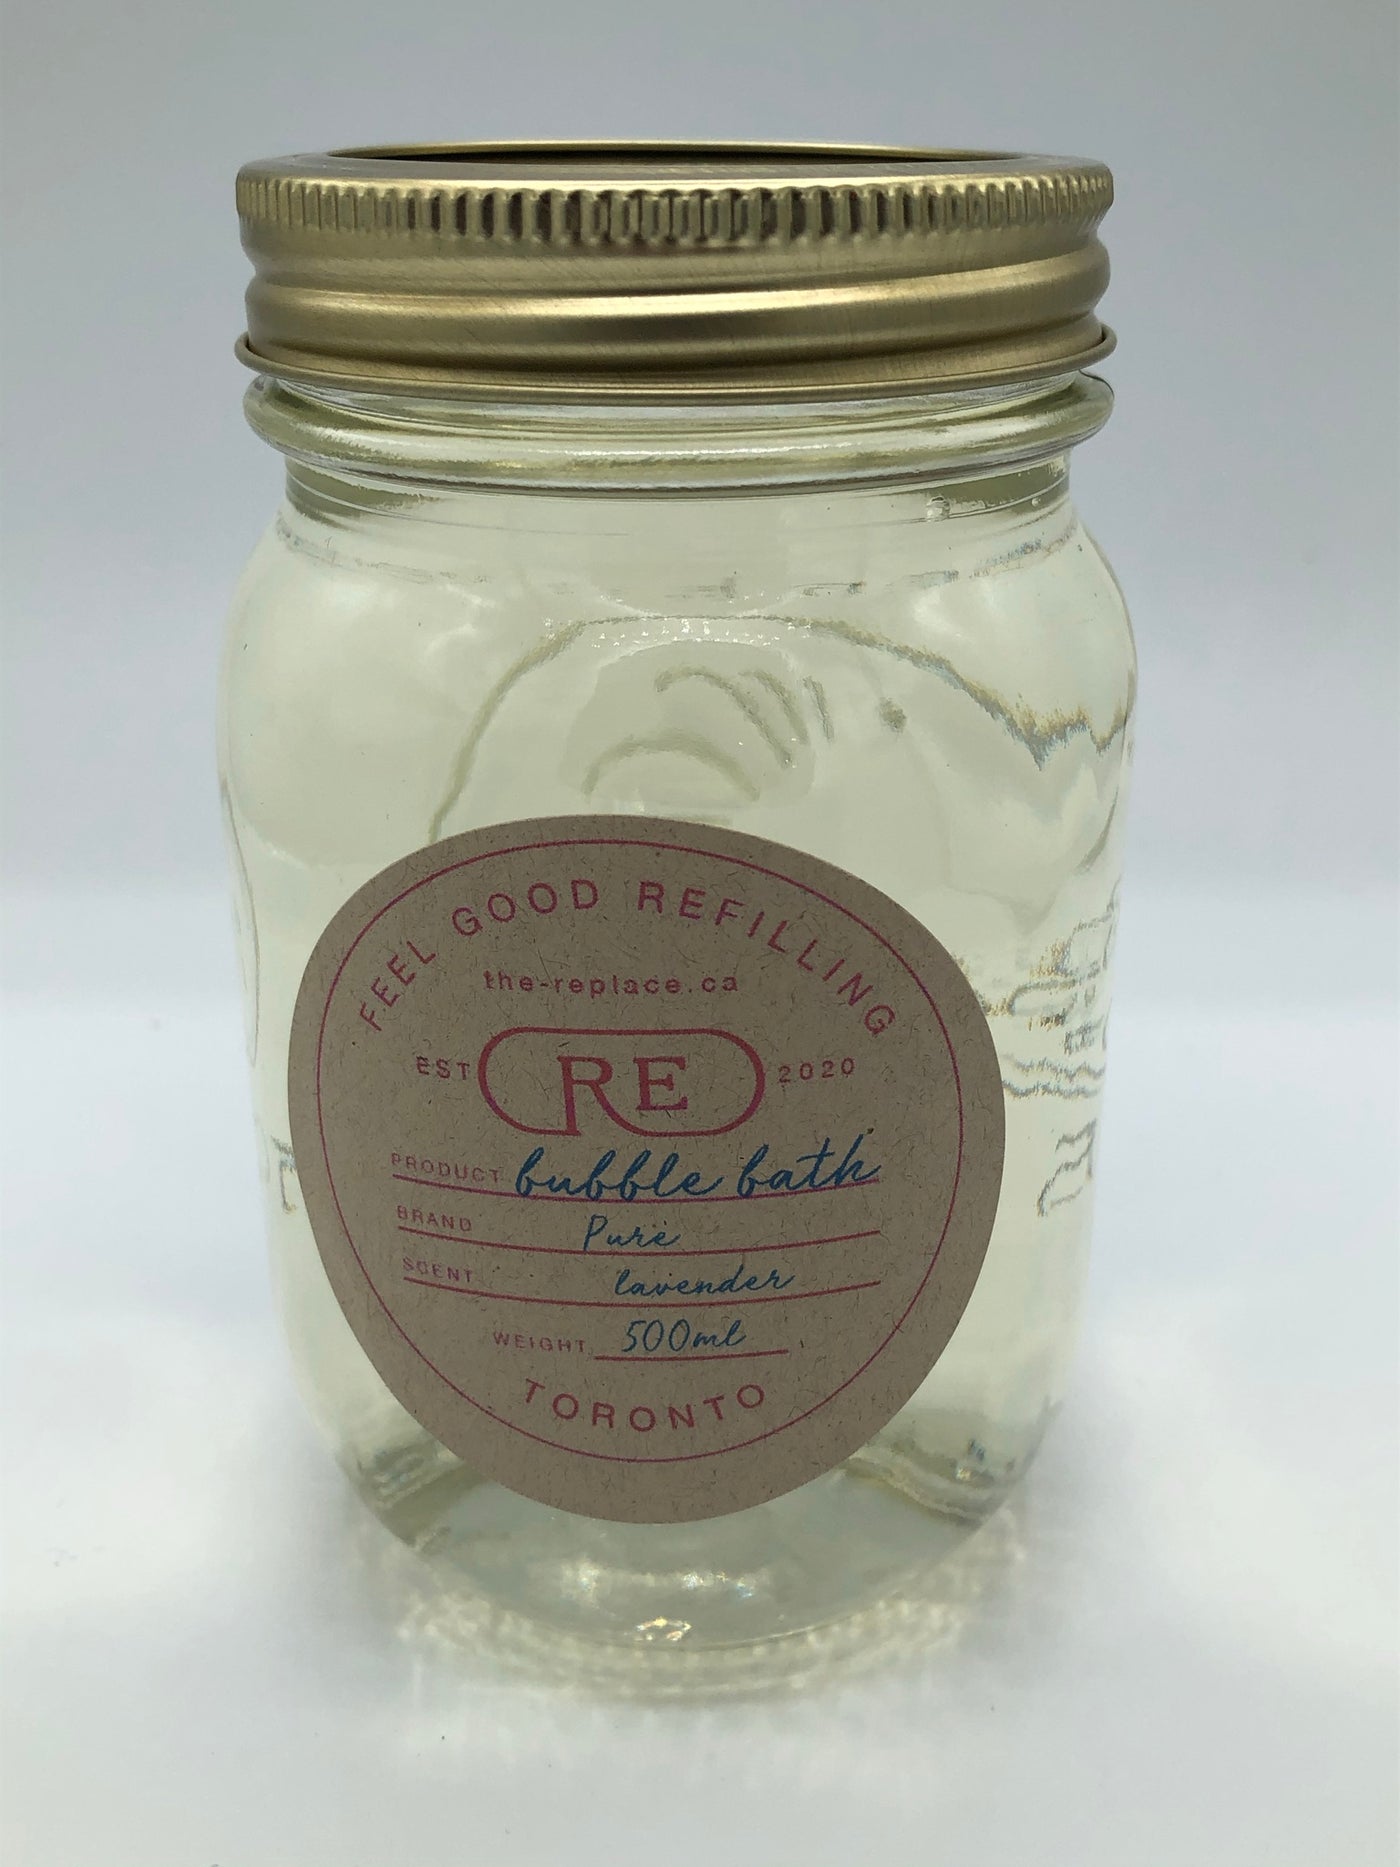 FEEL GOOD REFILLING
the-replace.ca
EST RE 2020
PRODUCT bubble bath
BRAND Pure
SCENT lavender
WEIGHT 500ml
TORONTO